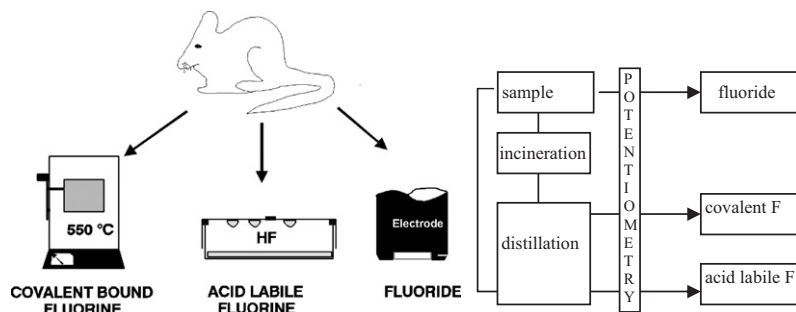 550 °C
HF
Electrode
COVALENT BOUND
FLUORINE
ACID LABILE
FLUORINE
FLUORIDE
sample
incineration
distillation
POTENTIOMETRY
fluoride
covalent F
acid labile F